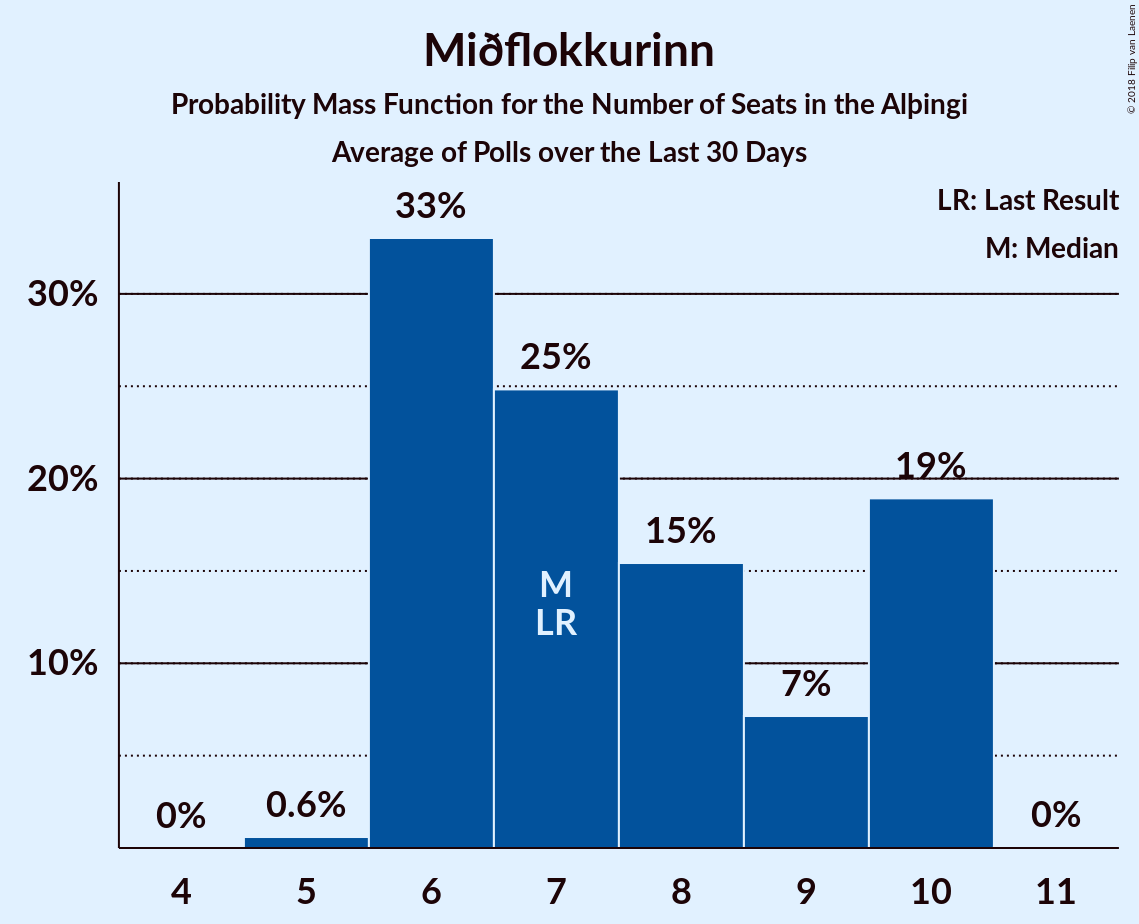 Miðflokkurinn
Probability Mass Function for the Number of Seats in the Alþingi
Average of Polls over the Last 30 Days
© 2018 Filip van Laenen
LR: Last Result
M: Median
33%
30%
25%
20%
19%
15%
M
LR
10%
7%
0%
0.6%
0%
4 5 6 7 8 9 10 11